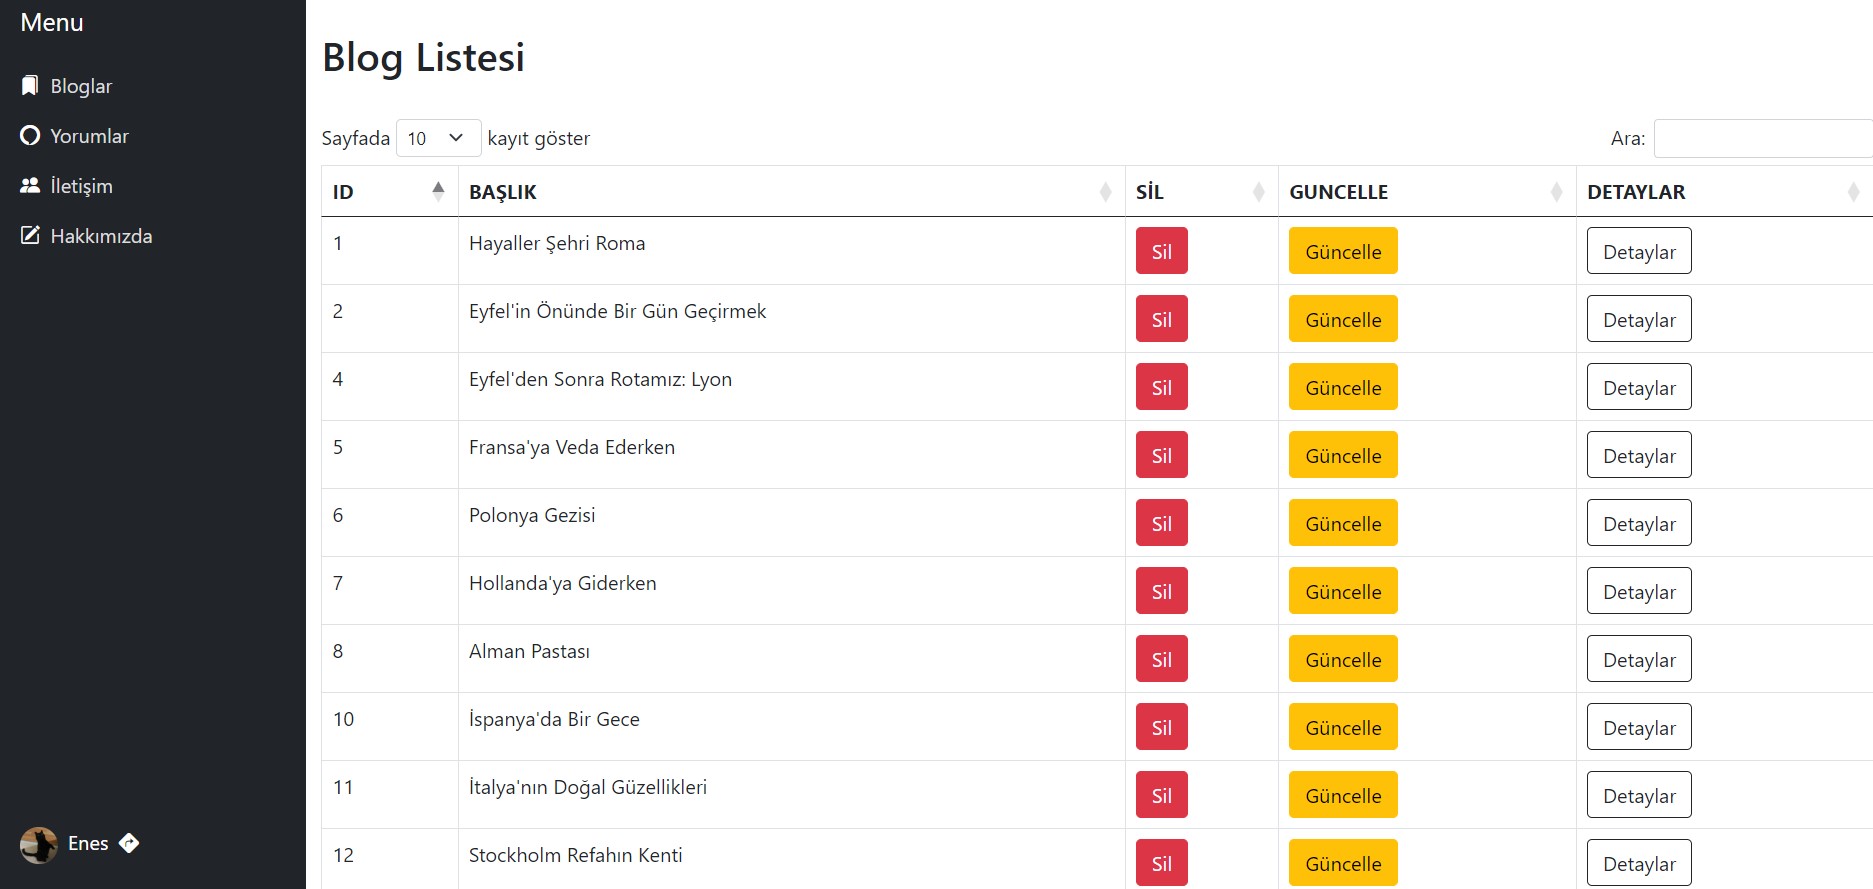 Menu
Bloglar
Yorumlar
İletişim
Hakkımızda
Enes
Blog Listesi
Sayfada 10 kayıt göster
Ara:
ID BAŞLIK SİL GUNCELLE DETAYLAR
1 Hayaller Şehri Roma Sil Güncelle Detaylar
2 Eyfel'in Önünde Bir Gün Geçirmek Sil Güncelle Detaylar
4 Eyfel'den Sonra Rotamız: Lyon Sil Güncelle Detaylar
5 Fransa'ya Veda Ederken Sil Güncelle Detaylar
6 Polonya Gezisi Sil Güncelle Detaylar
7 Hollanda'ya Giderken Sil Güncelle Detaylar
8 Alman Pastası Sil Güncelle Detaylar
10 İspanya'da Bir Gece Sil Güncelle Detaylar
11 İtalya'nın Doğal Güzellikleri Sil Güncelle Detaylar
12 Stockholm Refahın Kenti Sil Güncelle Detaylar